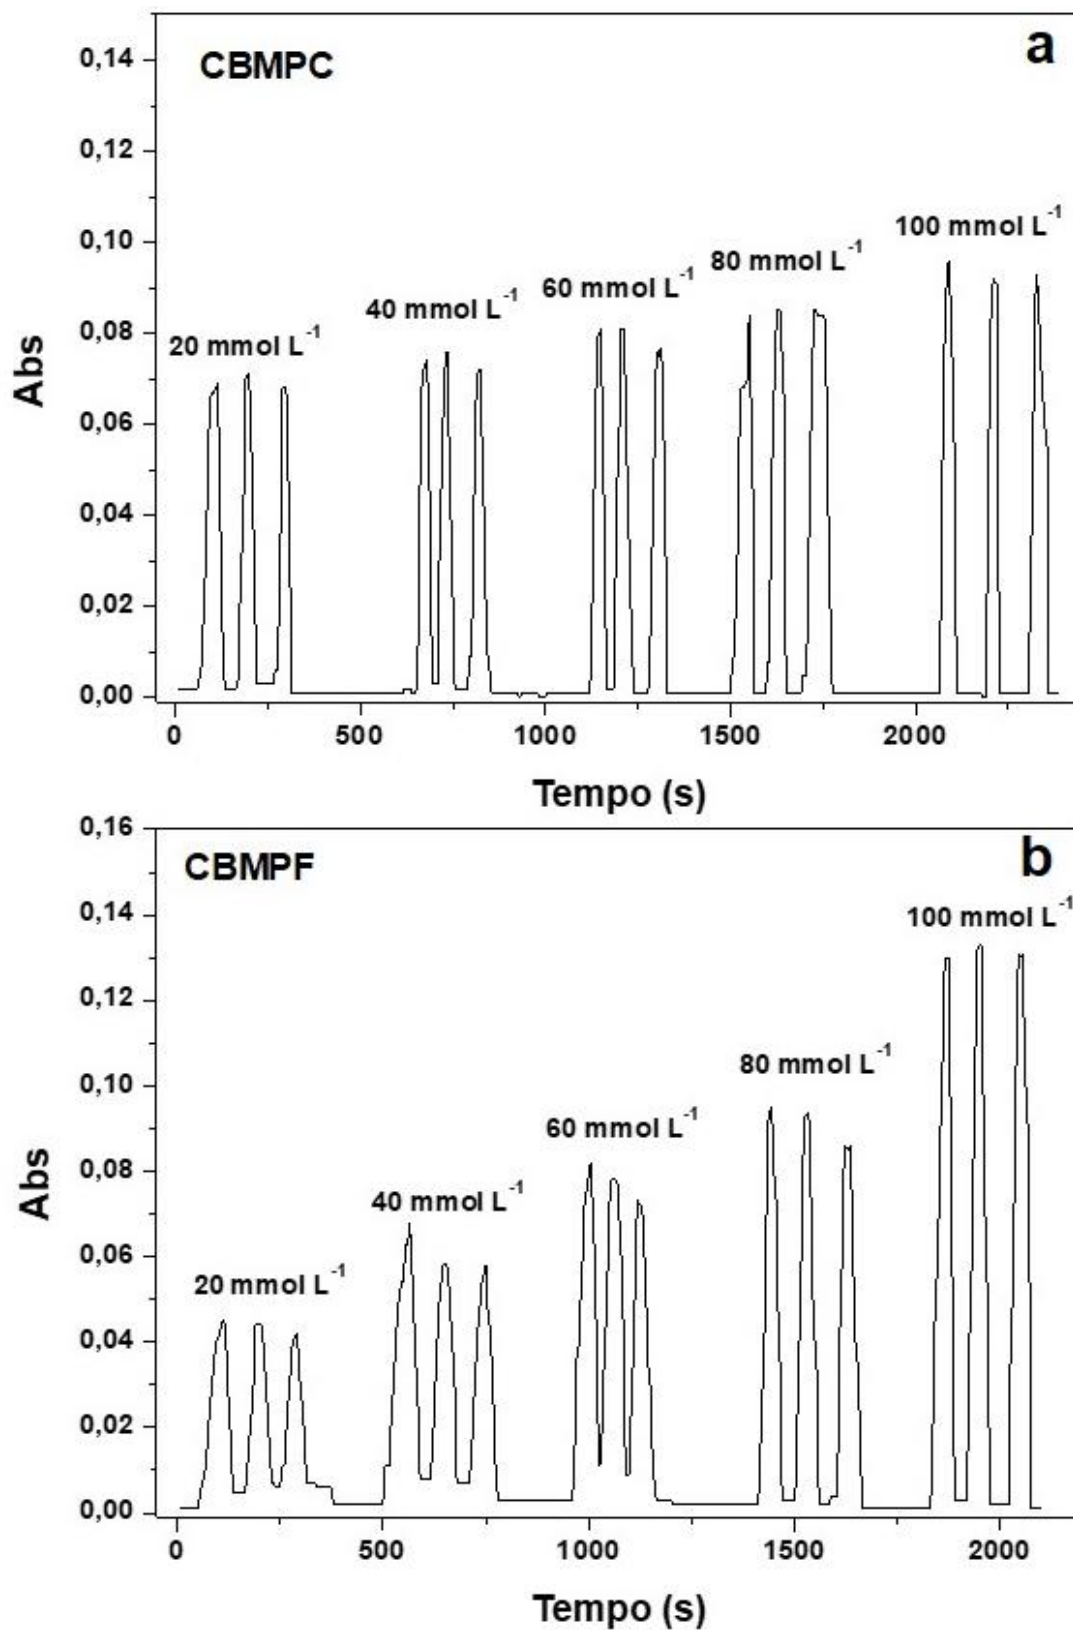 a
CBMPC
0,14
0,12
0,10
0,08
0,06
0,04
0,02
0,00
Abs
20 mmol L⁻¹
40 mmol L⁻¹
60 mmol L⁻¹
80 mmol L⁻¹
100 mmol L⁻¹
0 500 1000 1500 2000
Tempo (s)
b
CBMPF
0,16
0,14
0,12
0,10
0,08
0,06
0,04
0,02
0,00
Abs
20 mmol L⁻¹
40 mmol L⁻¹
60 mmol L⁻¹
80 mmol L⁻¹
100 mmol L⁻¹
0 500 1000 1500 2000
Tempo (s)